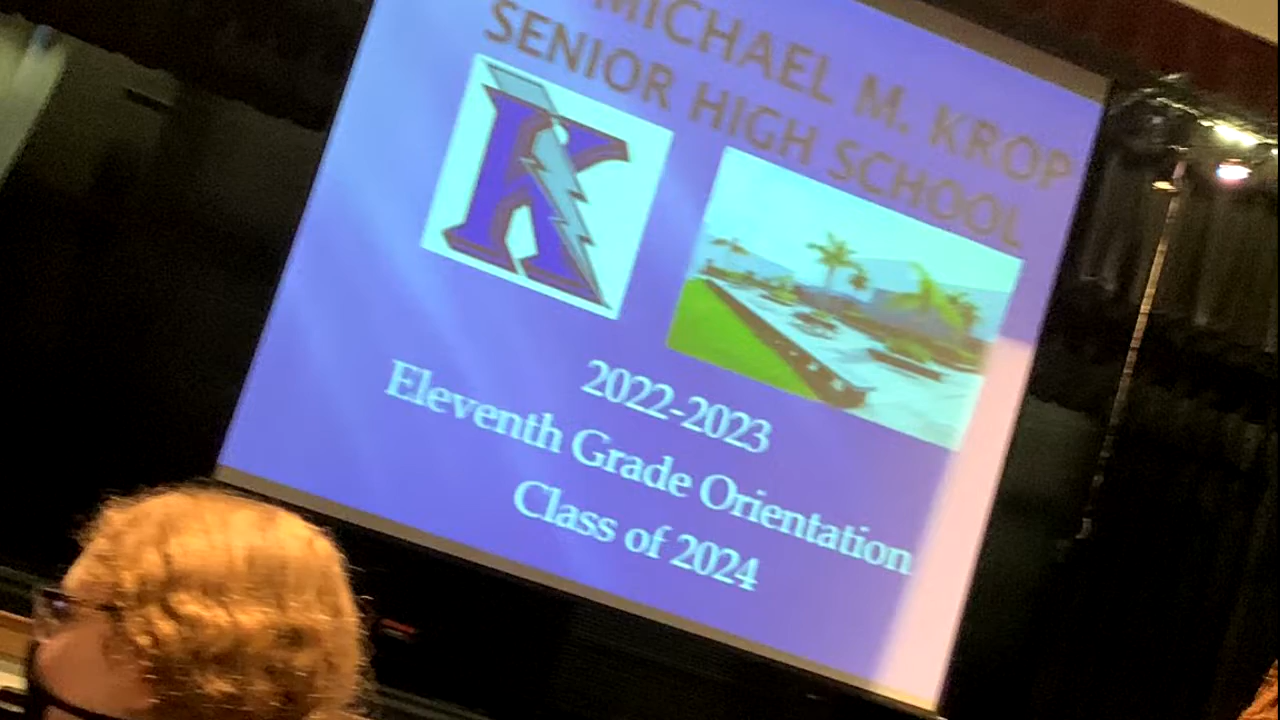 MICHAEL M. KROP
SENIOR HIGH SCHOOL
K
2022-2023
Eleventh Grade Orientation
Class of 2024